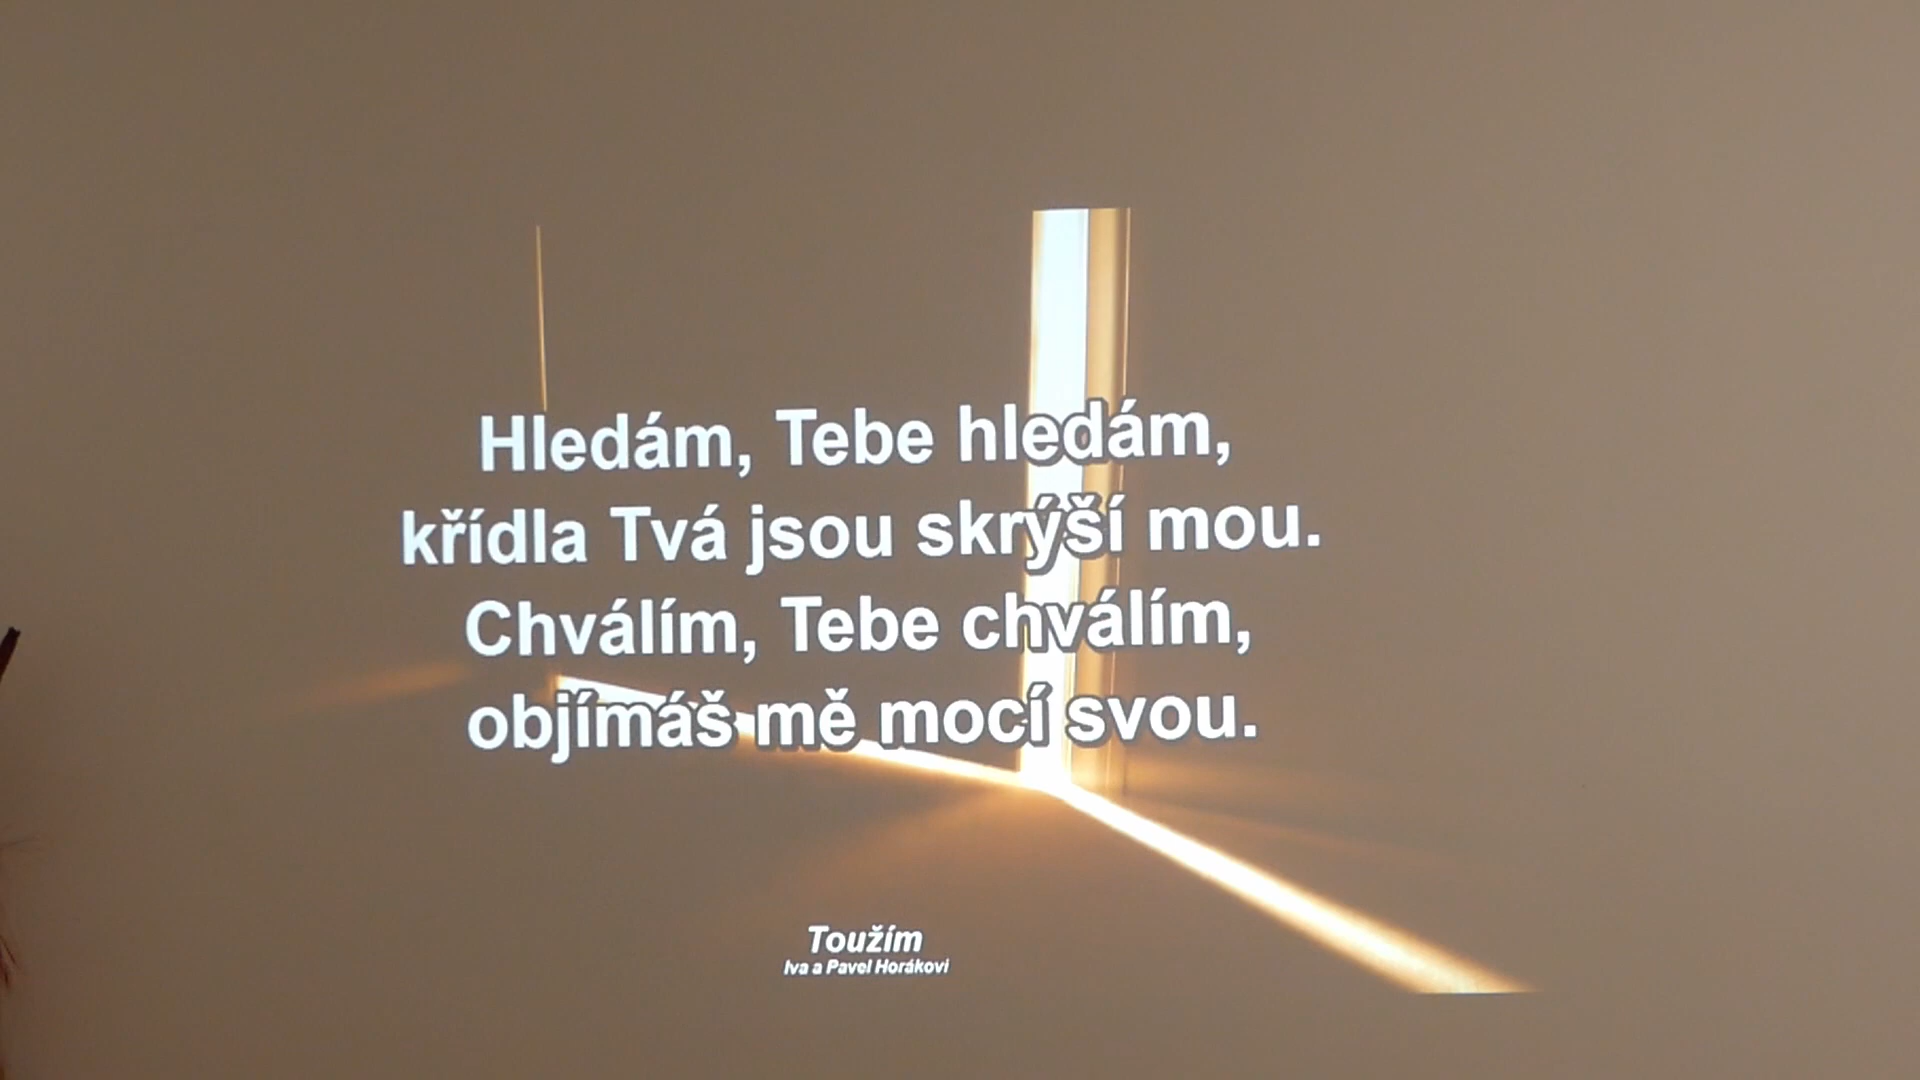 Hledám, Tebe hledám,
křídla Tvá jsou skrýší mou.
Chválím, Tebe chválím,
objímáš mě mocí svou.
Toužím
Iva a Pavel Horákovi